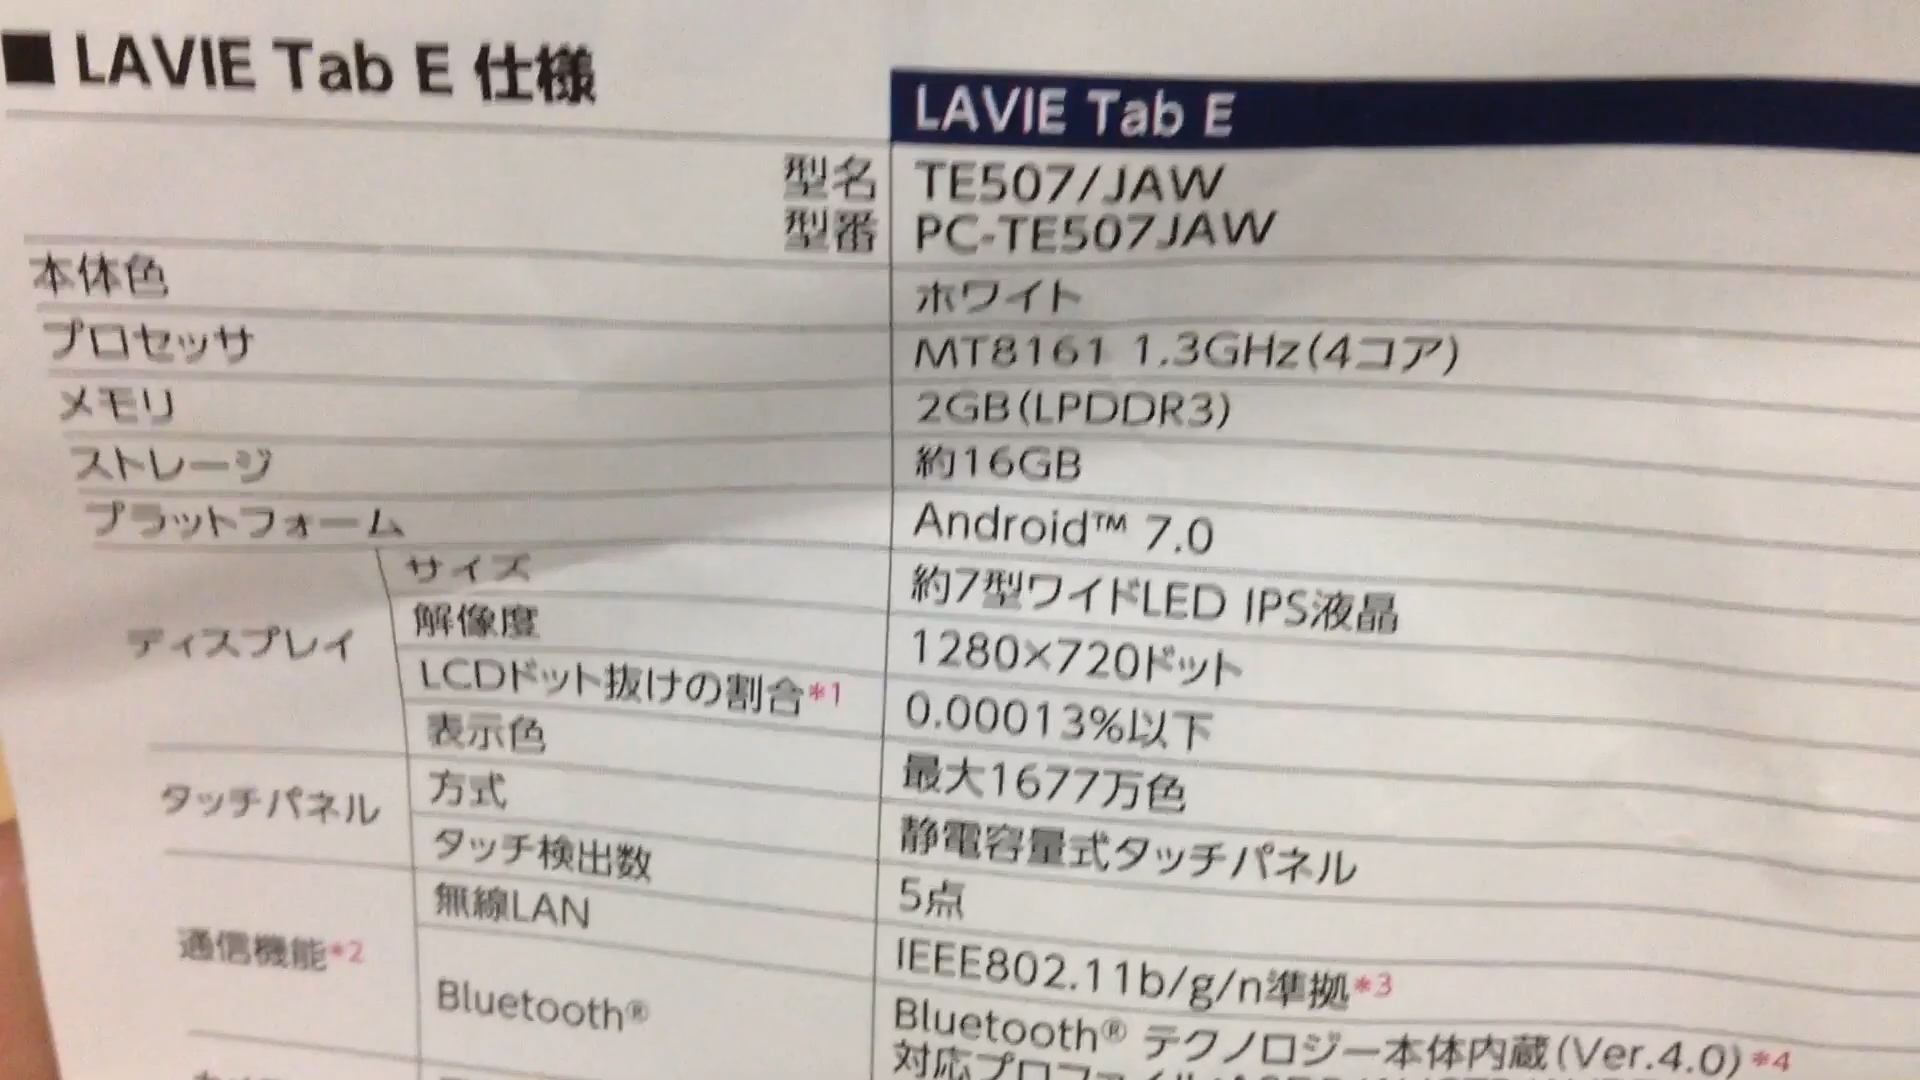 ■ LAVIE Tab E 仕様
LAVIE Tab E
型名 TE507/JAW
型番 PC-TE507JAW
本体色 ホワイト
プロセッサ MT8161 1.3GHz(4コア)
メモリ 2GB(LPDDR3)
ストレージ 約16GB
プラットフォーム Android™ 7.0
ディスプレイ サイズ 約7型ワイドLED IPS液晶
解像度 1280×720ドット
LCDドット抜けの割合*1 0.00013%以下
表示色 最大1677万色
タッチパネル 方式 静電容量式タッチパネル
タッチ検出数 5点
通信機能*2 無線LAN IEEE802.11b/g/n準拠*3
Bluetooth® Bluetooth® テクノロジー本体内蔵(Ver.4.0)*4
対応プロファイル